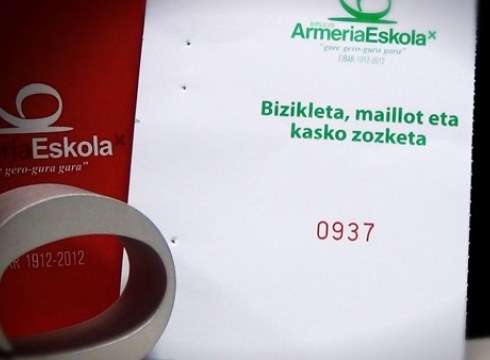 ArmeriaEskola
"gure gero-gura gara"
EIBAR 1912-2012
Bizikleta, maillot eta
kasko zozketa
0937
Eskola
gero-gura gara"
1912-2012